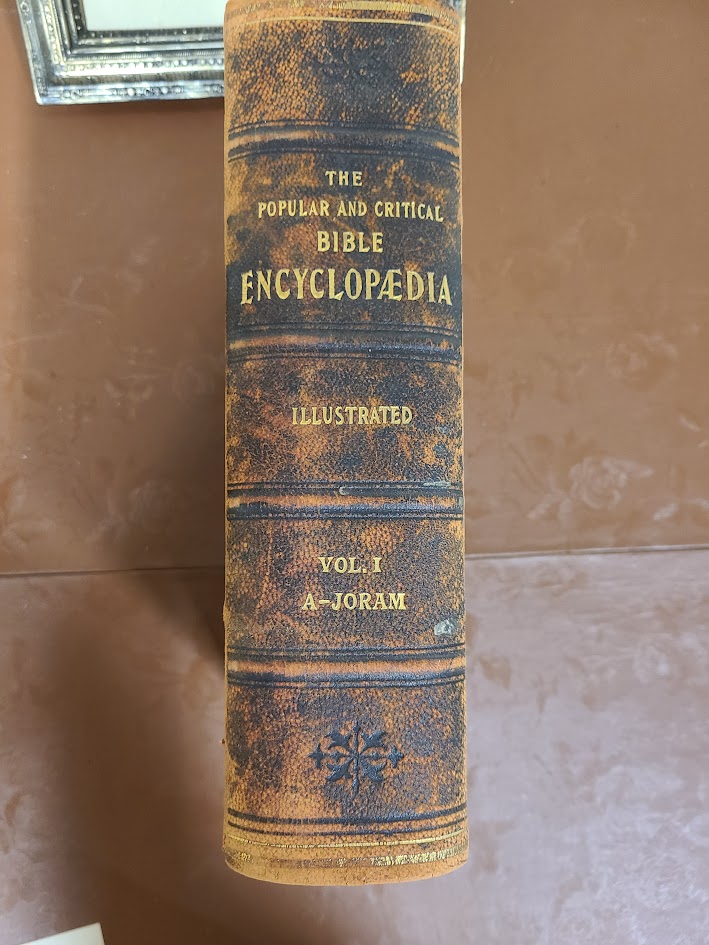 THE
POPULAR AND CRITICAL
BIBLE
ENCYCLOPÆDIA
ILLUSTRATED
VOL. I
A-JORAM